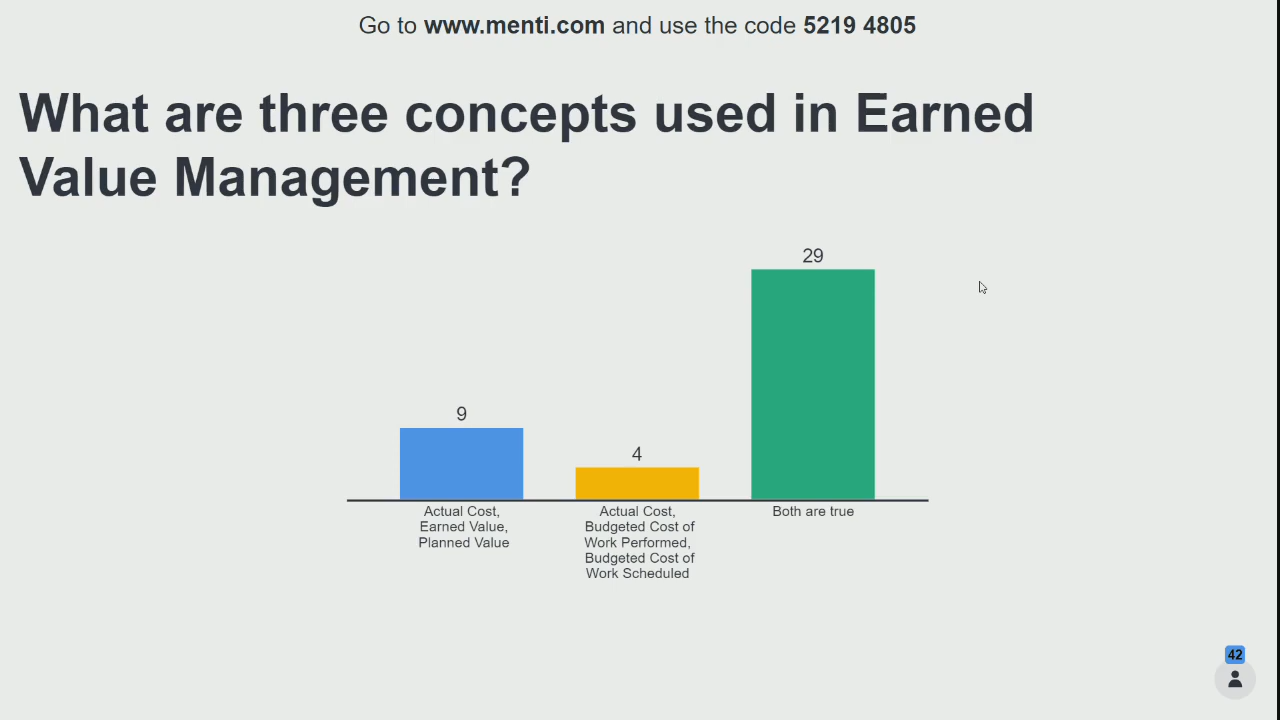 Go to www.menti.com and use the code 5219 4805
What are three concepts used in Earned
Value Management?
29
9
4
Actual Cost,
Earned Value,
Planned Value
Actual Cost,
Budgeted Cost of
Work Performed,
Budgeted Cost of
Work Scheduled
Both are true
42